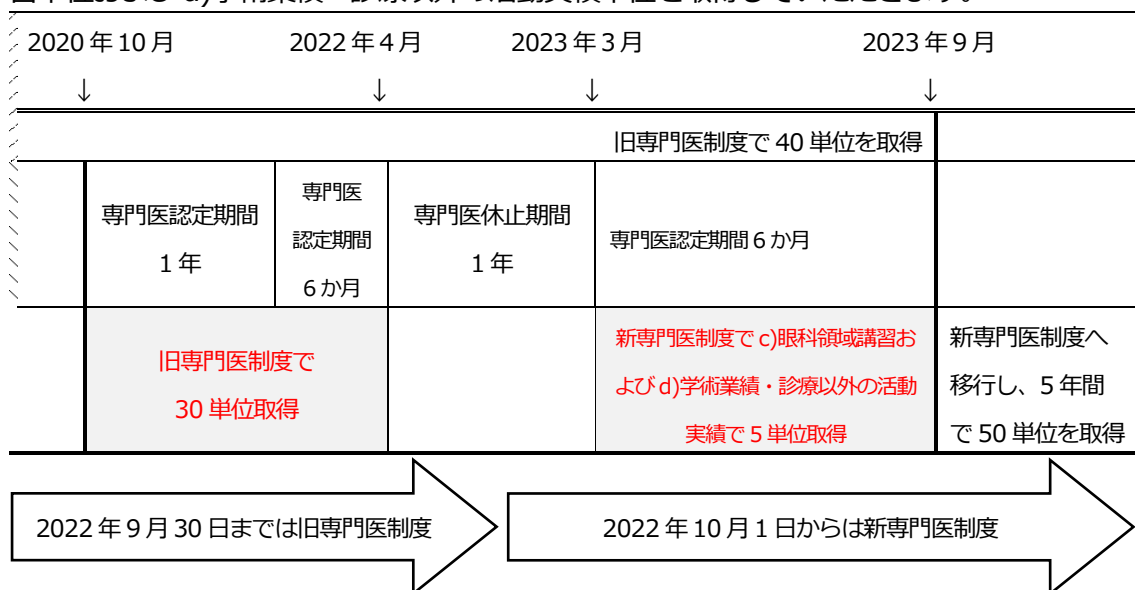 2020年10月 2022年4月 2023年3月 2023年9月
↓ ↓ ↓ ↓
旧専門医制度で40単位を取得
専門医認定期間
1年
専門医
認定期間
6か月
専門医休止期間
1年
専門医認定期間6か月
旧専門医制度で
30単位取得
新専門医制度でc)眼科領域講習お
よびd)学術業績・診療以外の活動
実績で5単位取得
新専門医制度へ
移行し、5年間
で50単位を取得
2022年9月30日までは旧専門医制度
2022年10月1日からは新専門医制度